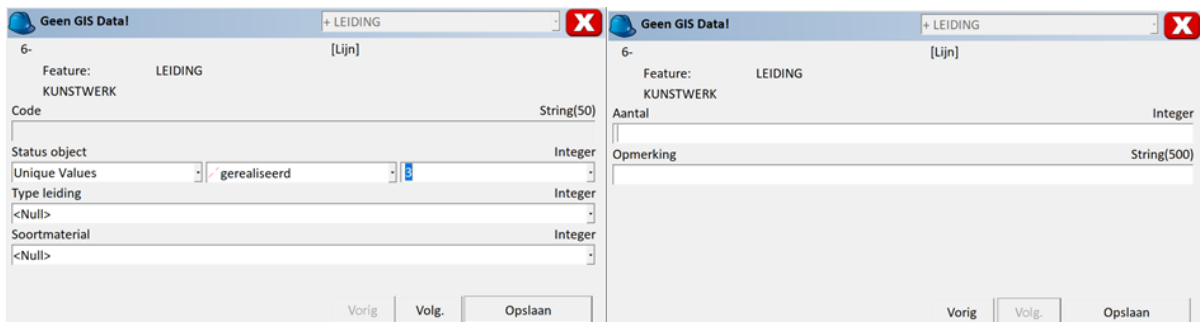 Geen GIS Data! + LEIDING X
6- [Lijn]
Feature: LEIDING
KUNSTWERK
Code String(50)
Status object Integer
Unique Values gerealiseerd 3
Type leiding Integer
<Null>
Soortmaterial Integer
<Null>
Vorig Volg. Opslaan
Geen GIS Data! + LEIDING X
6- [Lijn]
Feature: LEIDING
KUNSTWERK
Aantal Integer
Opmerking String(500)
Vorig Volg. Opslaan